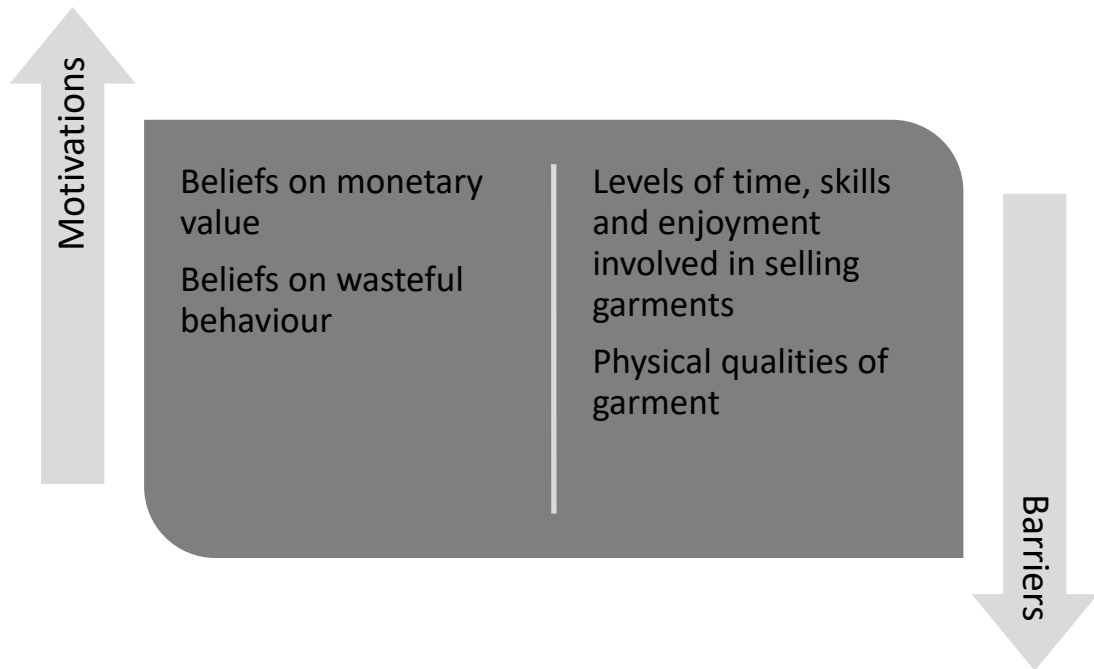 Motivations
Beliefs on monetary
value
Beliefs on wasteful
behaviour
Levels of time, skills
and enjoyment
involved in selling
garments
Physical qualities of
garment
Barriers